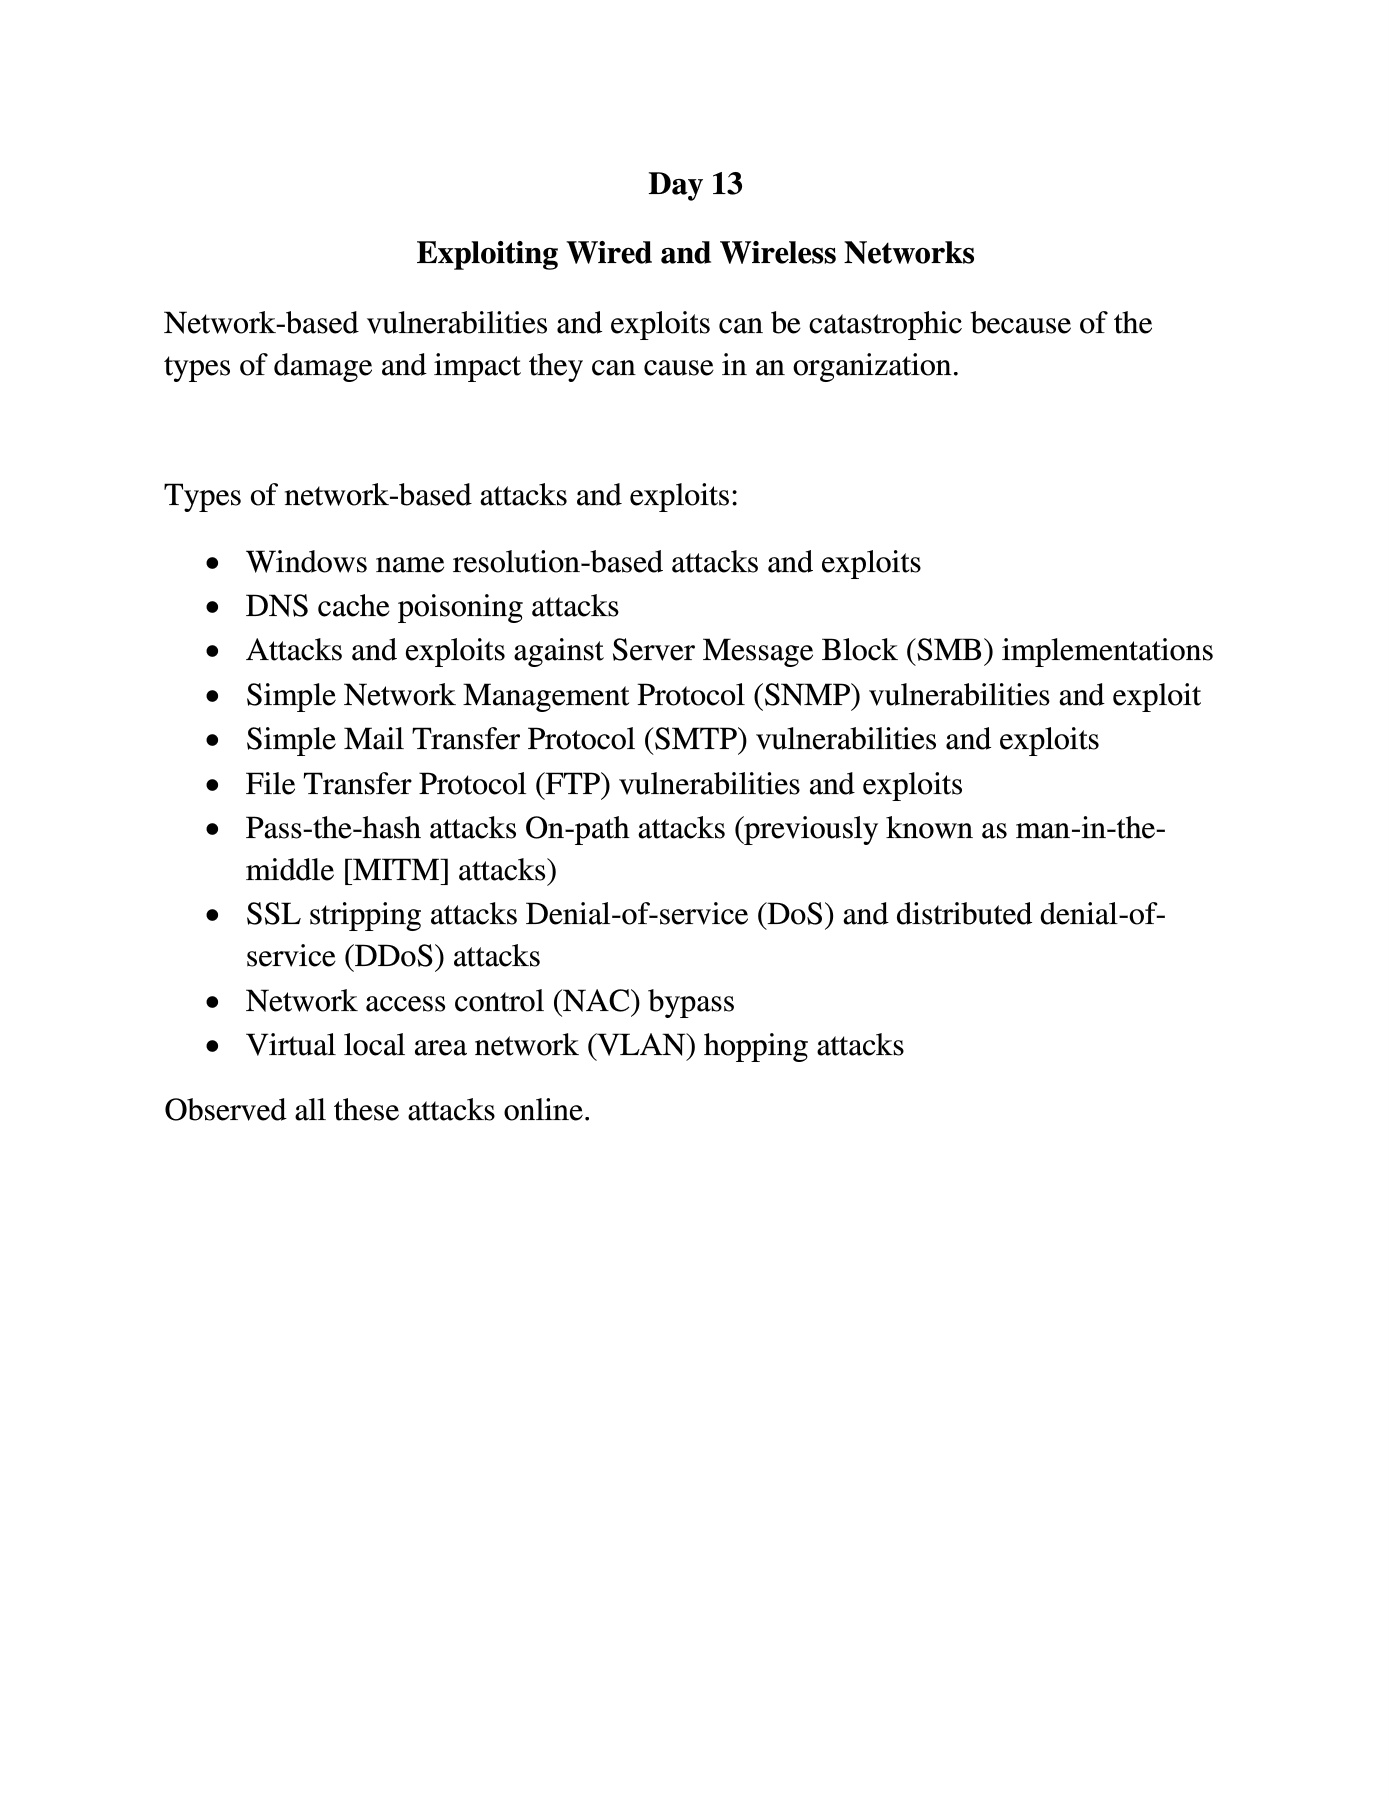 Day 13
Exploiting Wired and Wireless Networks
Network-based vulnerabilities and exploits can be catastrophic because of the
types of damage and impact they can cause in an organization.
Types of network-based attacks and exploits:
• Windows name resolution-based attacks and exploits
• DNS cache poisoning attacks
• Attacks and exploits against Server Message Block (SMB) implementations
• Simple Network Management Protocol (SNMP) vulnerabilities and exploit
• Simple Mail Transfer Protocol (SMTP) vulnerabilities and exploits
• File Transfer Protocol (FTP) vulnerabilities and exploits
• Pass-the-hash attacks On-path attacks (previously known as man-in-the-
middle [MITM] attacks)
• SSL stripping attacks Denial-of-service (DoS) and distributed denial-of-
service (DDoS) attacks
• Network access control (NAC) bypass
• Virtual local area network (VLAN) hopping attacks
Observed all these attacks online.